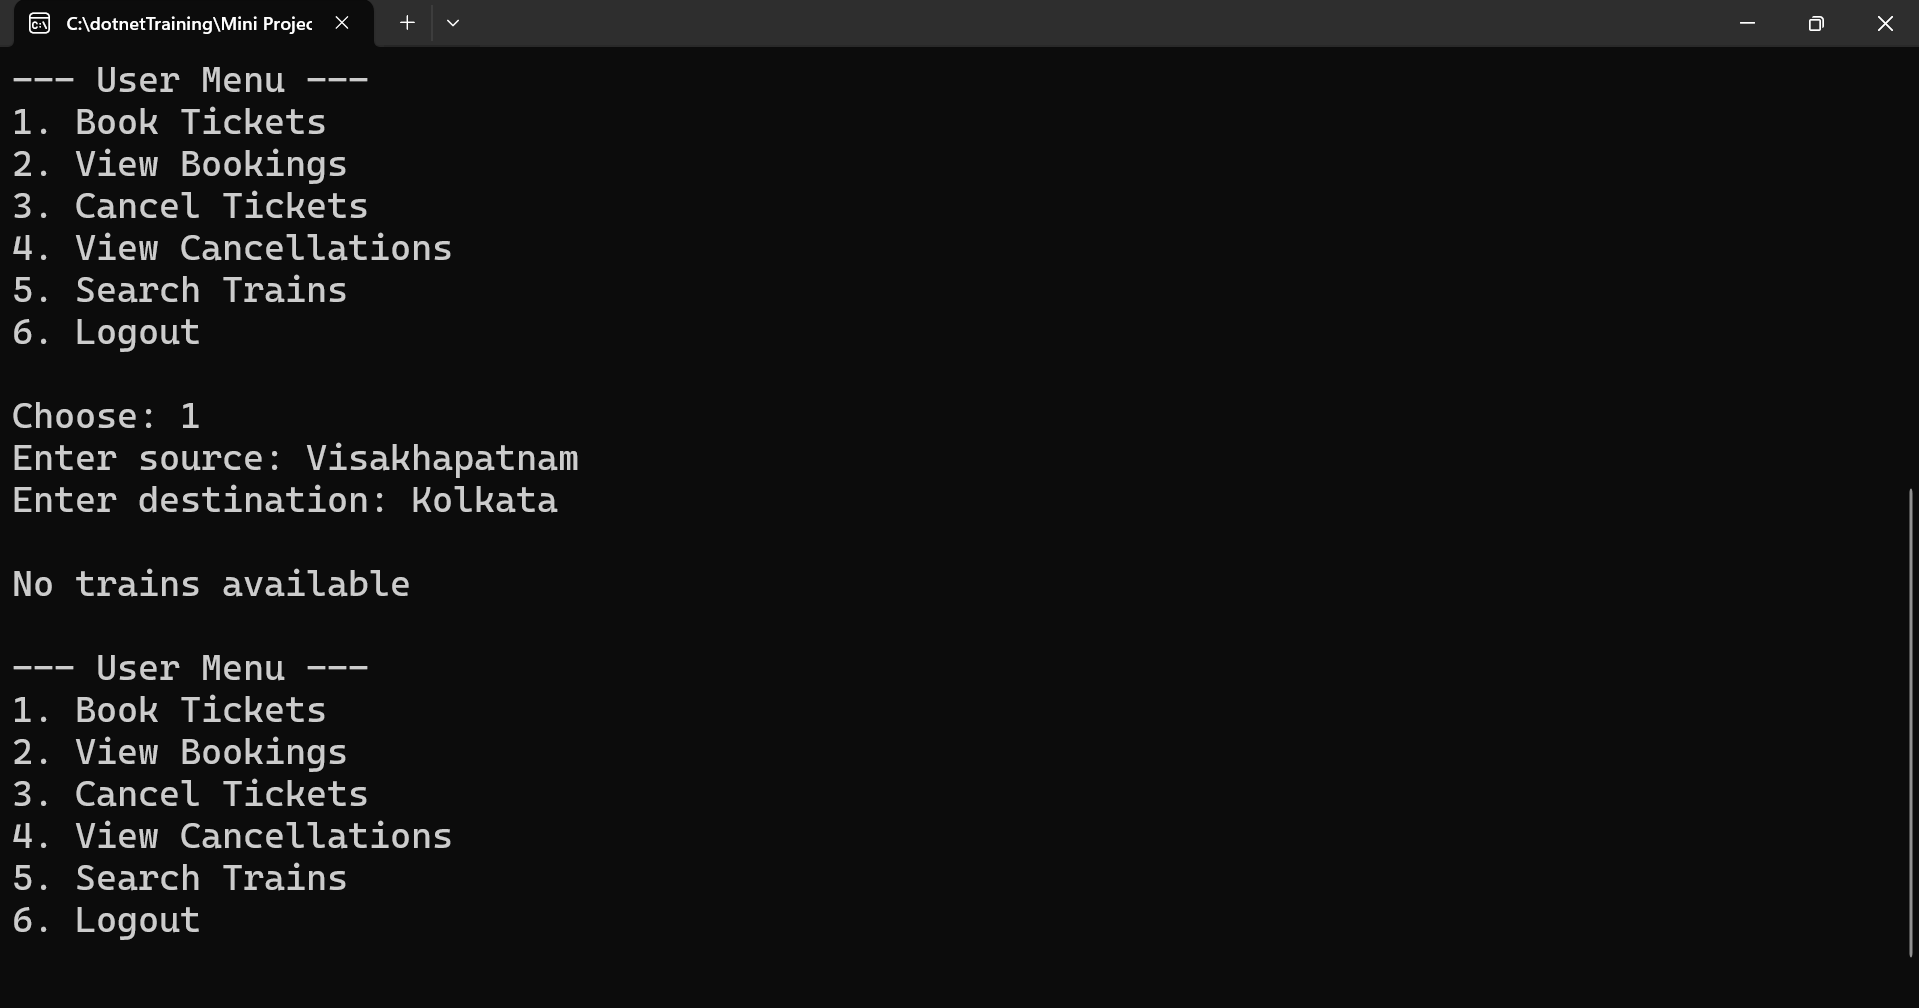 C:\dotnetTraining\Mini Projec
--- User Menu ---
1. Book Tickets
2. View Bookings
3. Cancel Tickets
4. View Cancellations
5. Search Trains
6. Logout
Choose: 1
Enter source: Visakhapatnam
Enter destination: Kolkata
No trains available
--- User Menu ---
1. Book Tickets
2. View Bookings
3. Cancel Tickets
4. View Cancellations
5. Search Trains
6. Logout